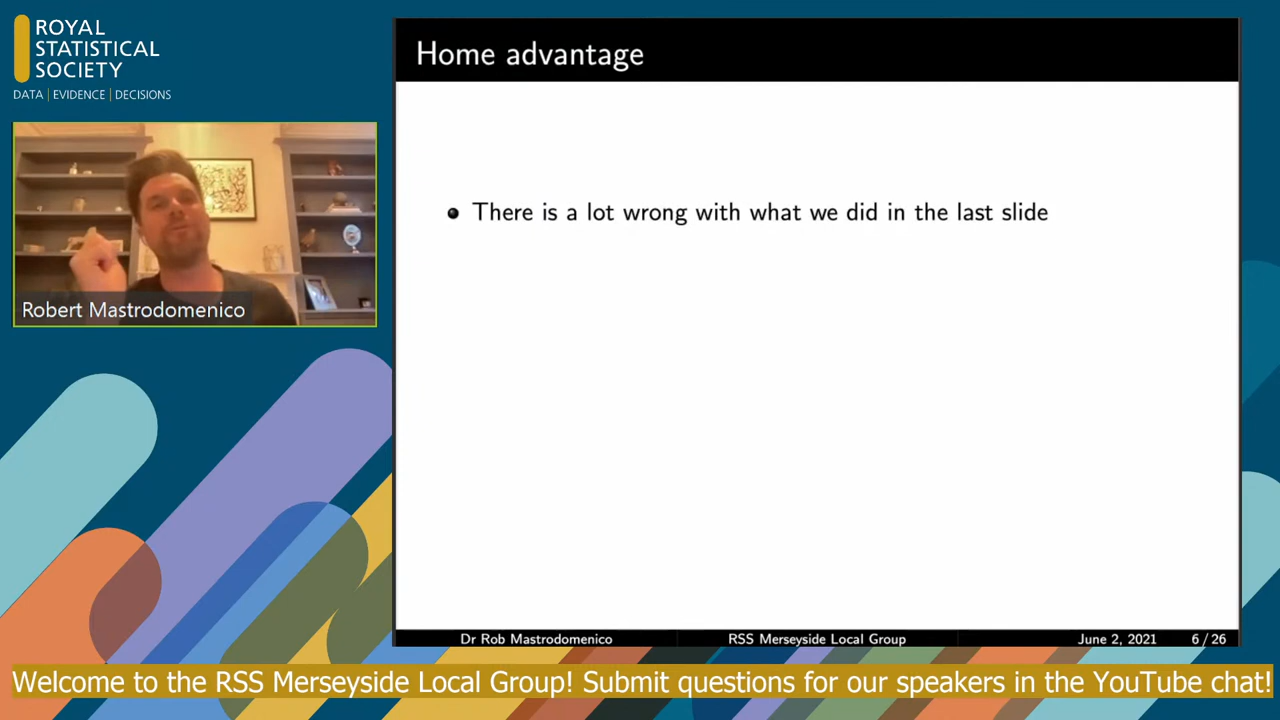 ROYAL
STATISTICAL
SOCIETY
DATA | EVIDENCE | DECISIONS
Robert Mastrodomenico
Home advantage
• There is a lot wrong with what we did in the last slide
Dr Rob Mastrodomenico RSS Merseyside Local Group June 2, 2021 6 / 26
Welcome to the RSS Merseyside Local Group! Submit questions for our speakers in the YouTube chat!